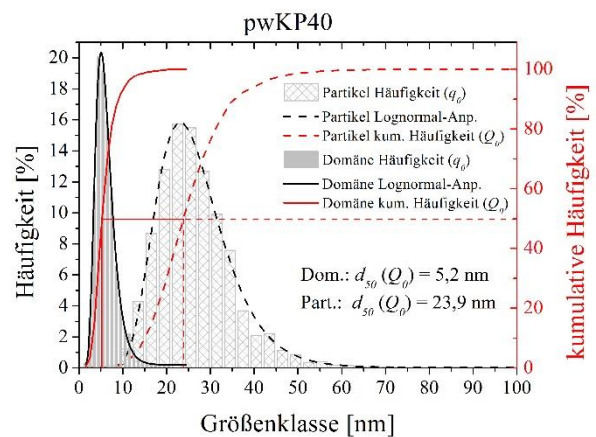 pwKP40
Häufigkeit [%]
20
18
16
14
12
10
8
6
4
2
0
Partikel Häufigkeit (q0)
Partikel Lognormal-Anp.
Partikel kum. Häufigkeit (Q0)
Domäne Häufigkeit (q0)
Domäne Lognormal-Anp.
Domäne kum. Häufigkeit (Q0)
Dom.: d50 (Q0) = 5,2 nm
Part.: d50 (Q0) = 23,9 nm
100
80
60
50
40
20
0
kumulative Häufigkeit [%]
0 10 20 30 40 50 60 70 80 90 100
Größenklasse [nm]